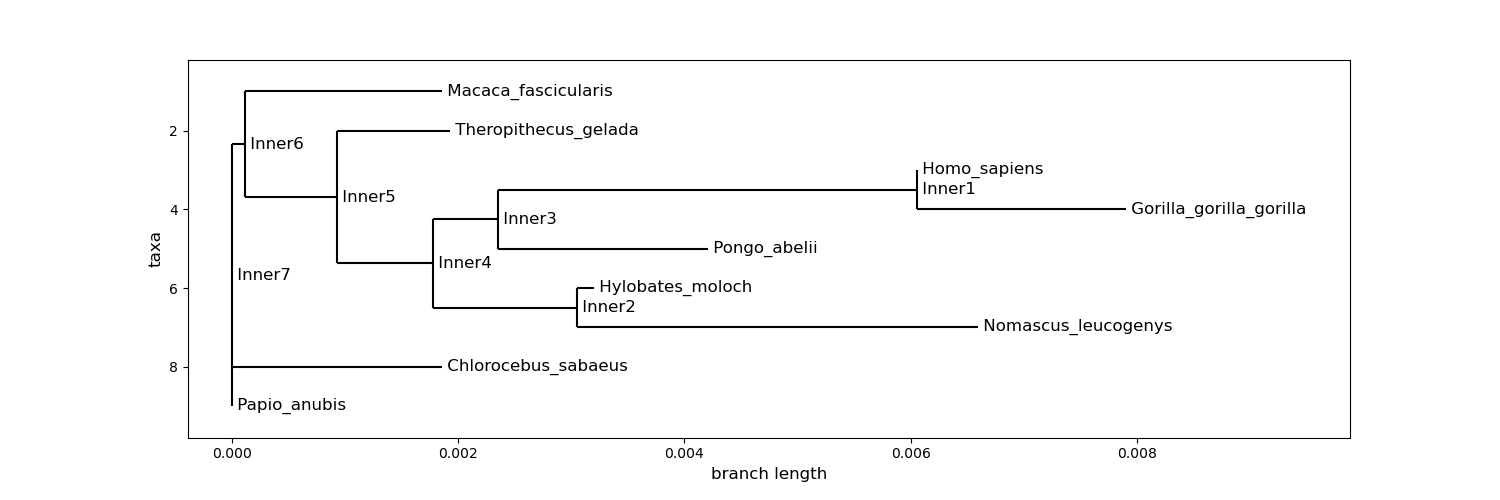 Macaca_fascicularis
2
Theropithecus_gelada
Inner6
Homo_sapiens
Inner1
Inner5
4
Gorilla_gorilla_gorilla
Inner3
taxa
Pongo_abelii
Inner4
Inner7
6
Hylobates_moloch
Inner2
Nomascus_leucogenys
8
Chlorocebus_sabaeus
Papio_anubis
0.000 0.002 0.004 0.006 0.008
branch length